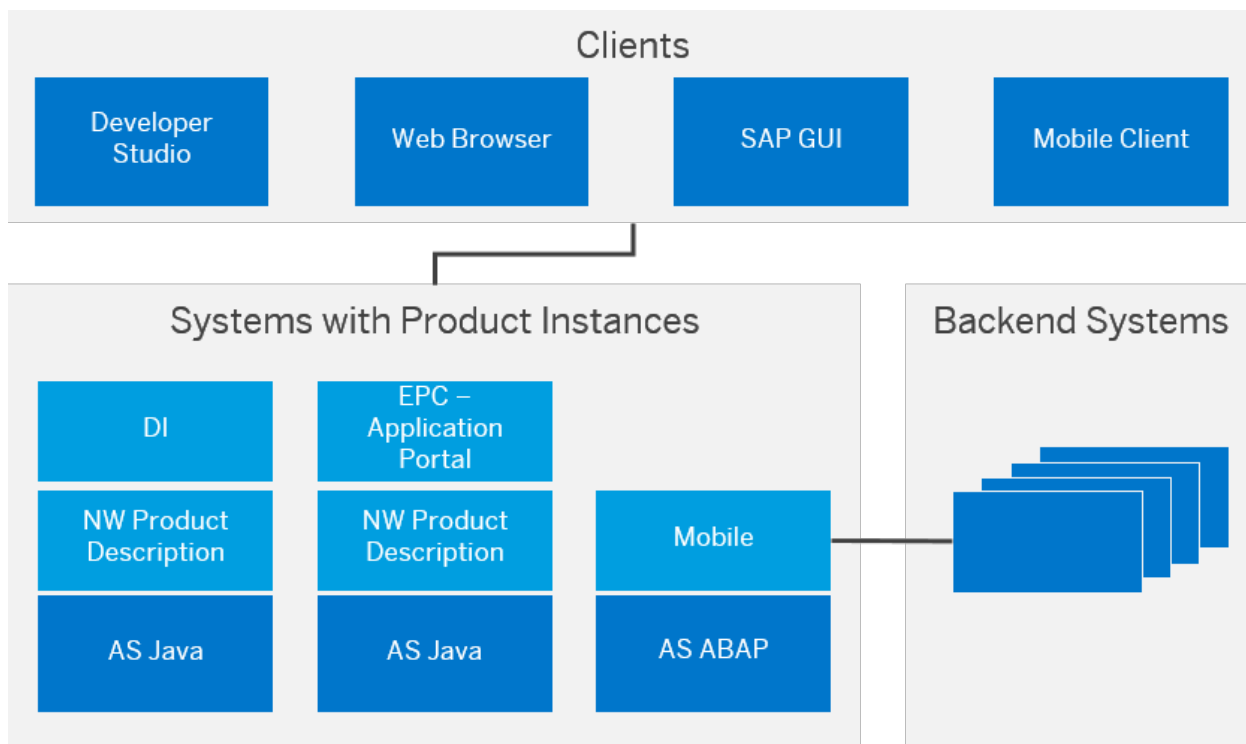 Clients
Developer
Studio
Web Browser
SAP GUI
Mobile Client
Systems with Product Instances
Backend Systems
DI
EPC –
Application
Portal
NW Product
Description
NW Product
Description
Mobile
AS Java
AS Java
AS ABAP